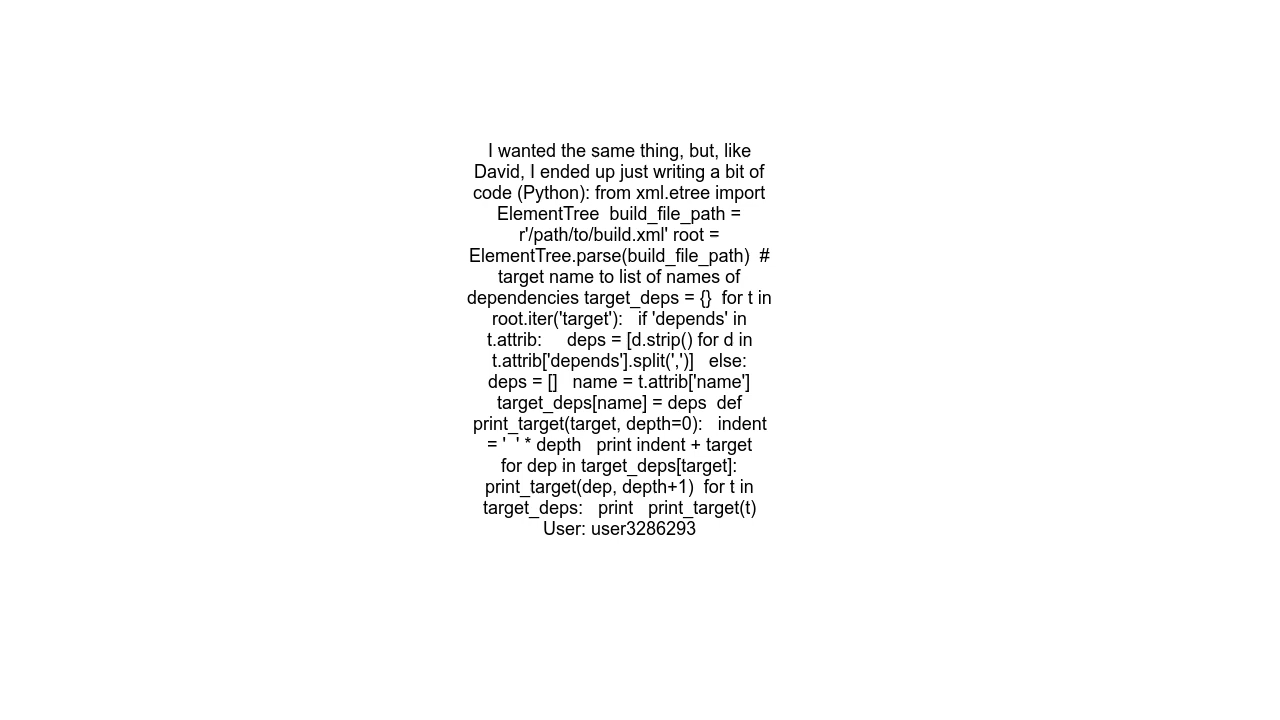 I wanted the same thing, but, like
David, I ended up just writing a bit of
code (Python): from xml.etree import
ElementTree  build_file_path =
r'/path/to/build.xml' root =
ElementTree.parse(build_file_path)  #
target name to list of names of
dependencies target_deps = {}  for t in
root.iter('target'):   if 'depends' in
t.attrib:     deps = [d.strip() for d in
t.attrib['depends'].split(',')]   else:
deps = []   name = t.attrib['name']
target_deps[name] = deps  def
print_target(target, depth=0):   indent
= '  ' * depth   print indent + target
for dep in target_deps[target]:
print_target(dep, depth+1)  for t in
target_deps:   print   print_target(t)
User: user3286293